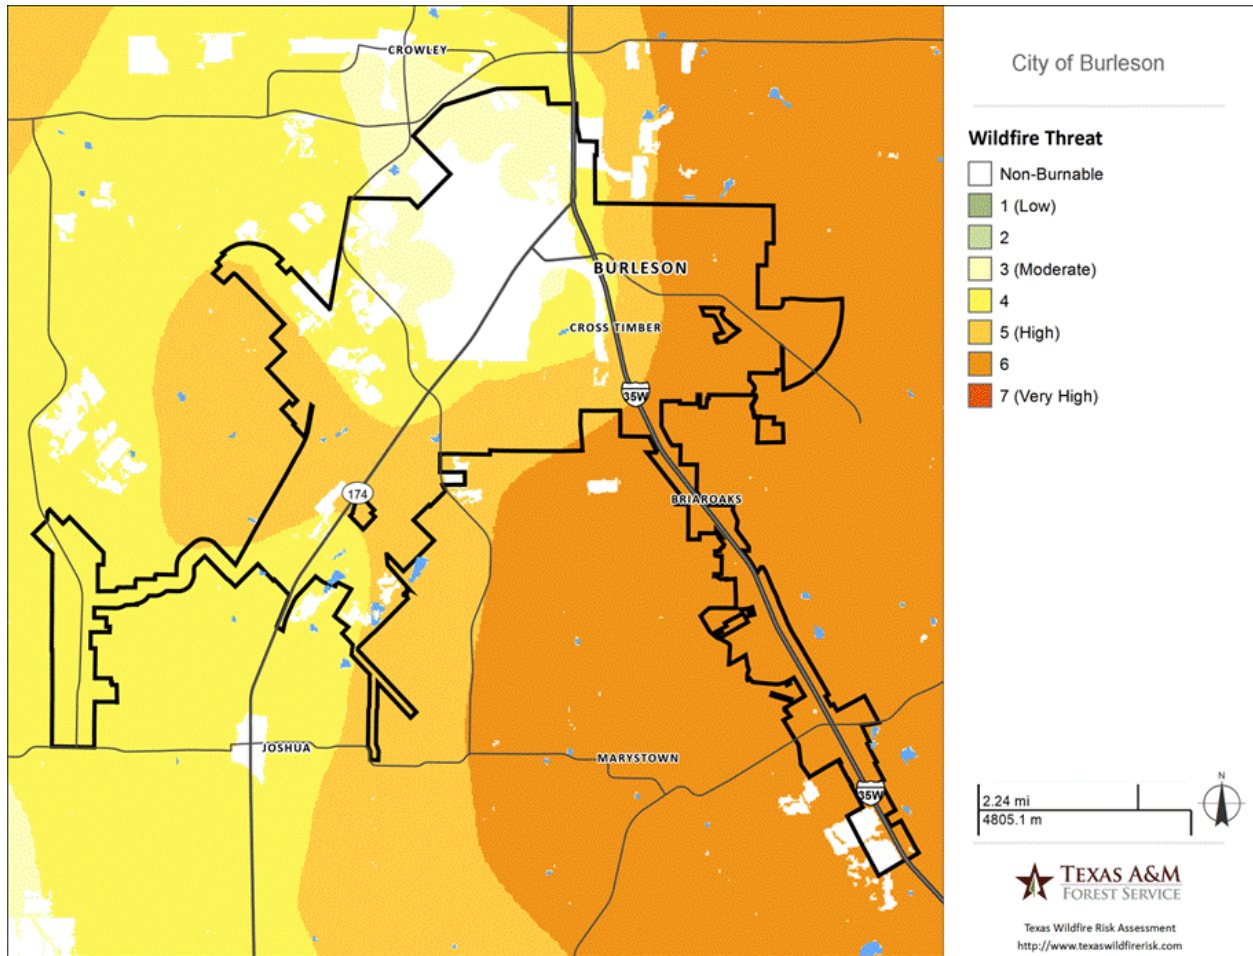 City of Burleson
Wildfire Threat
Non-Burnable
1 (Low)
2
3 (Moderate)
4
5 (High)
6
7 (Very High)
CROWLEY
BURLESON
CROSS TIMBER
35W
174
BRIAROAKS
JOSHUA
MARYSTOWN
35W
N
2.24 mi
4805.1 m
TEXAS A&M
FOREST SERVICE
Texas Wildfire Risk Assessment
http://www.texaswildfirerisk.com